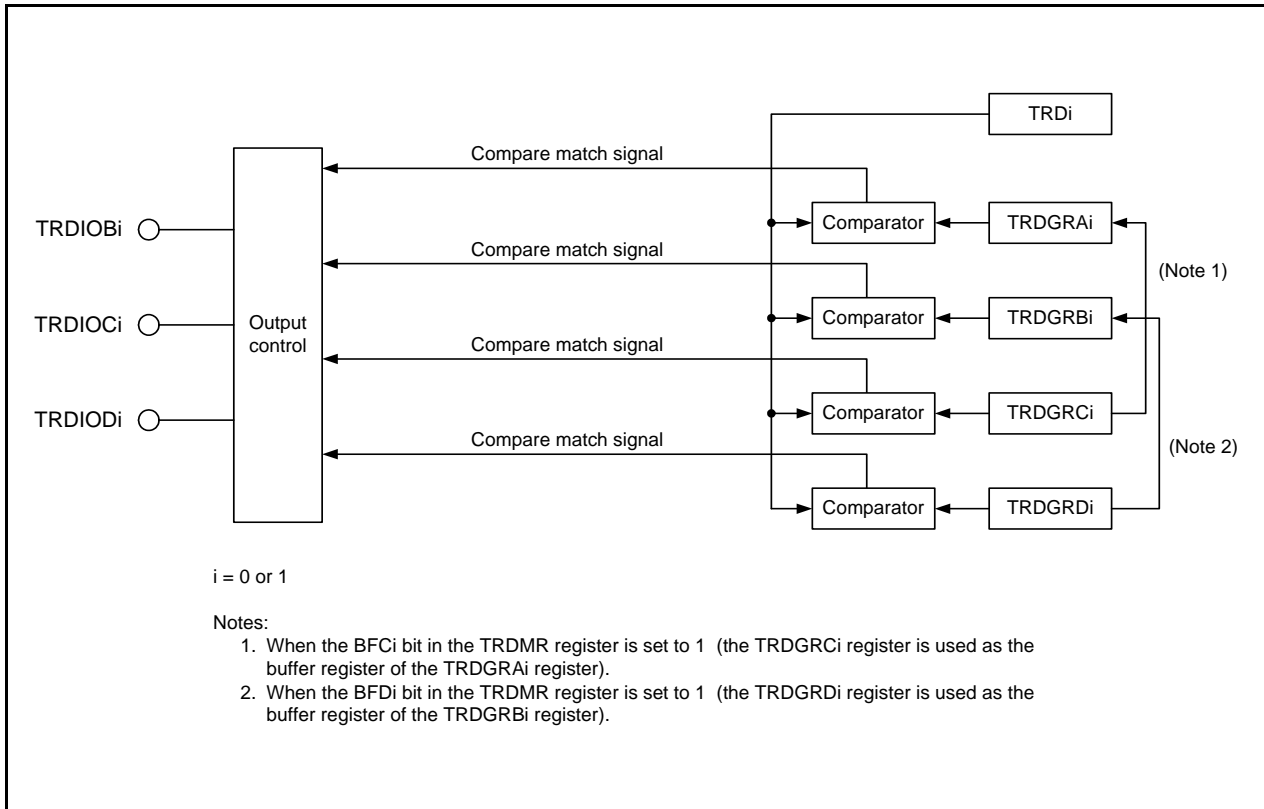 TRDi
Compare match signal
TRDIOBi
Comparator
TRDGRAi
Compare match signal
(Note 1)
TRDIOCi
Output
control
Comparator
TRDGRBi
Compare match signal
TRDIODi
Comparator
TRDGRCi
Compare match signal
(Note 2)
Comparator
TRDGRDi
i = 0 or 1
Notes:
1. When the BFCi bit in the TRDMR register is set to 1 (the TRDGRCi register is used as the
buffer register of the TRDGRAi register).
2. When the BFDi bit in the TRDMR register is set to 1 (the TRDGRDi register is used as the
buffer register of the TRDGRBi register).